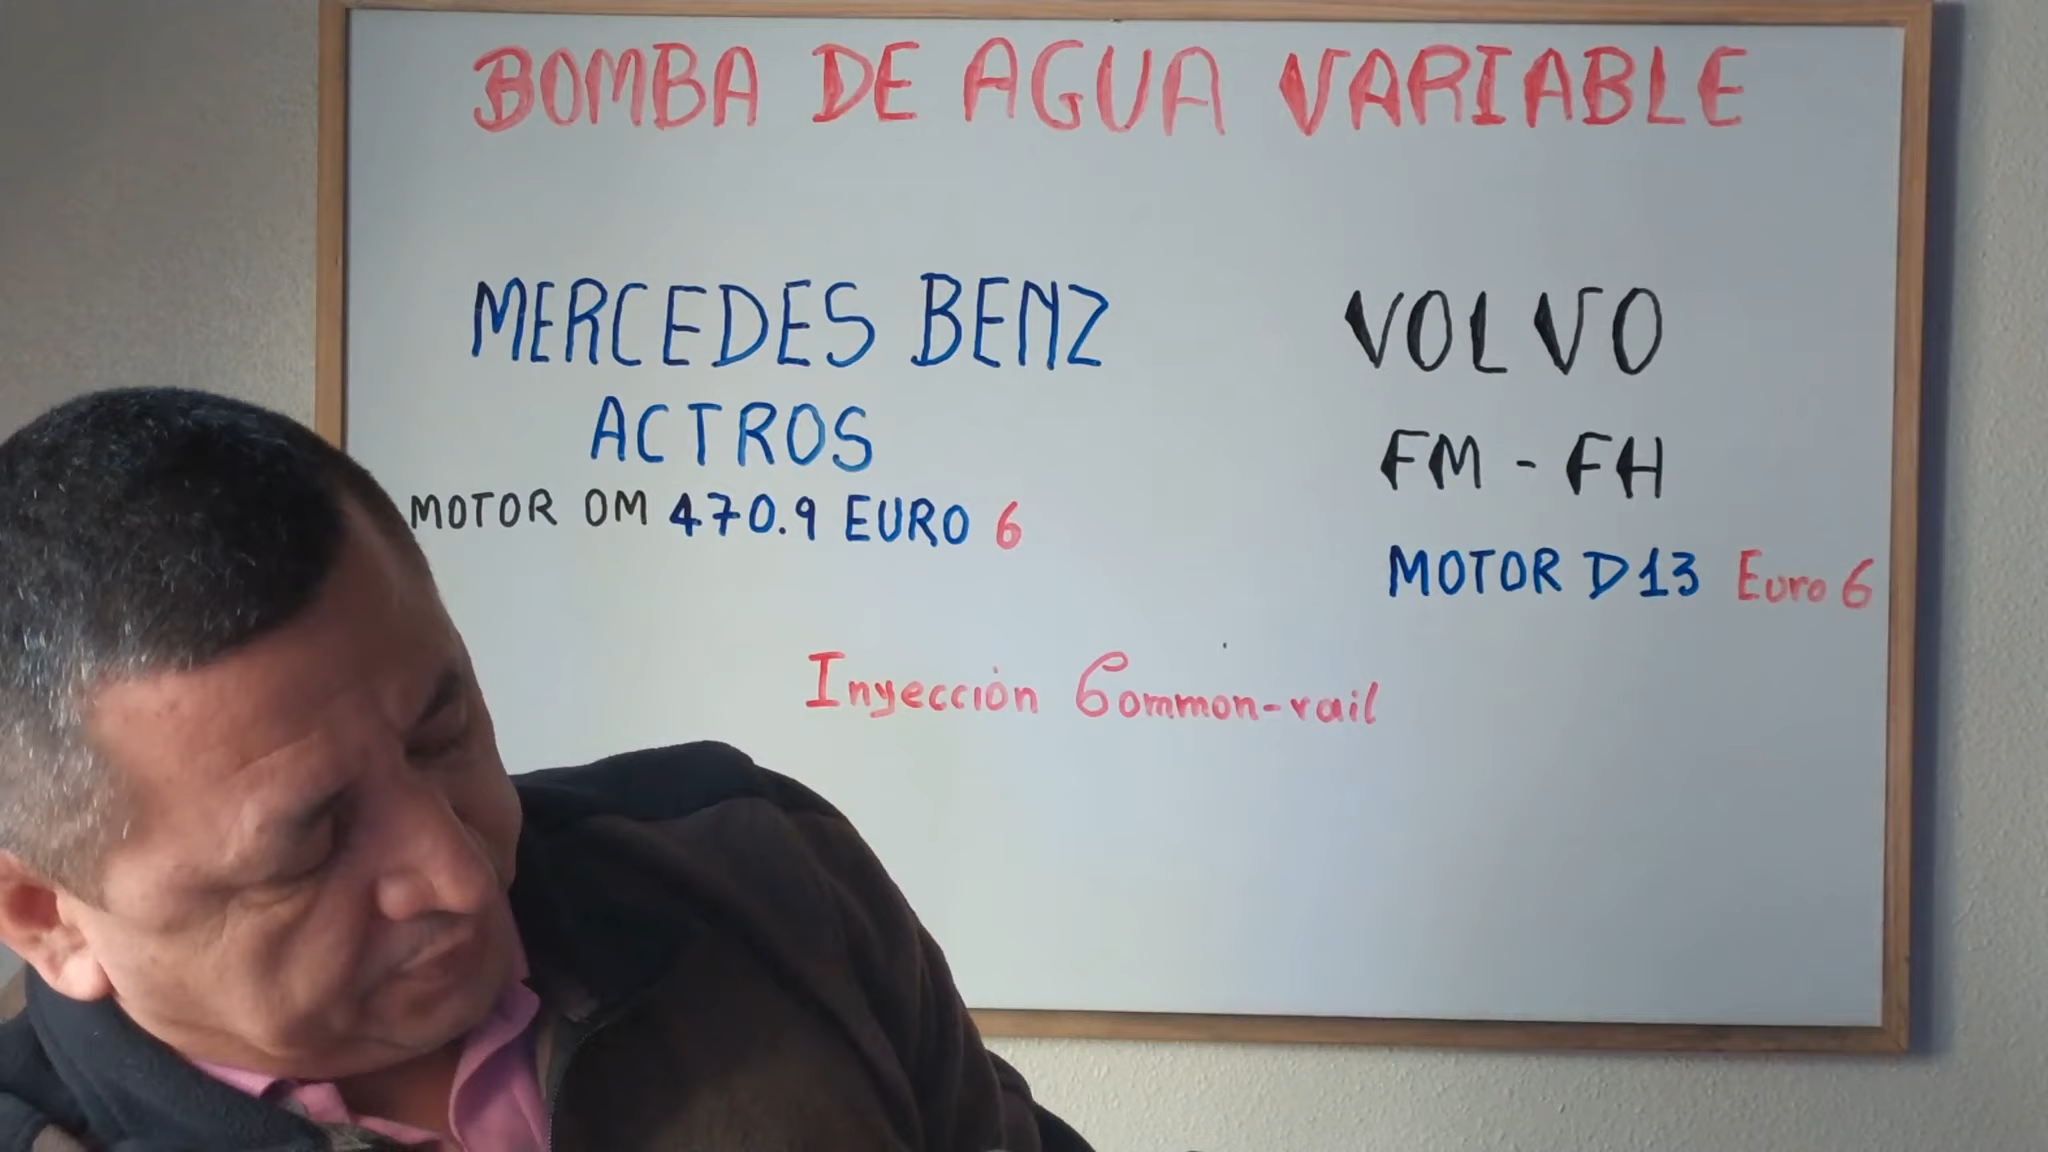 BOMBA DE AGUA VARIABLE
MERCEDES BENZ
ACTROS
MOTOR OM 470.9 EURO 6
VOLVO
FM - FH
MOTOR D13 Euro 6
Inyección Common-rail